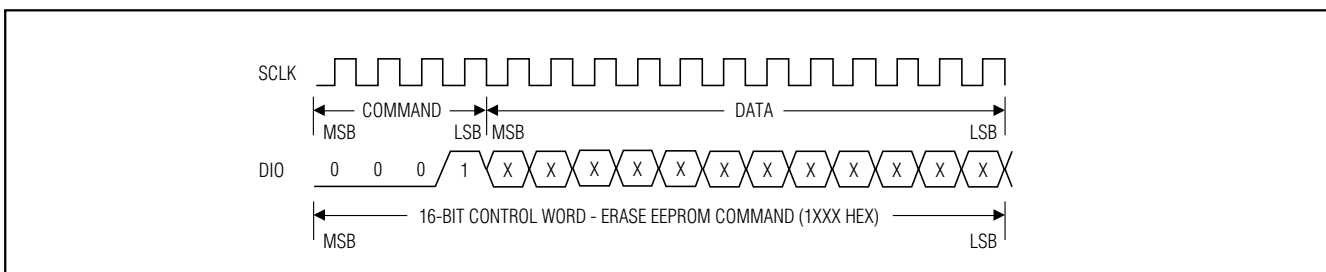 SCLK
COMMAND DATA
MSB LSB MSB LSB
DIO 0 0 0 1 X X X X X X X X X X X X
16-BIT CONTROL WORD - ERASE EEPROM COMMAND (1XXX HEX)
MSB LSB